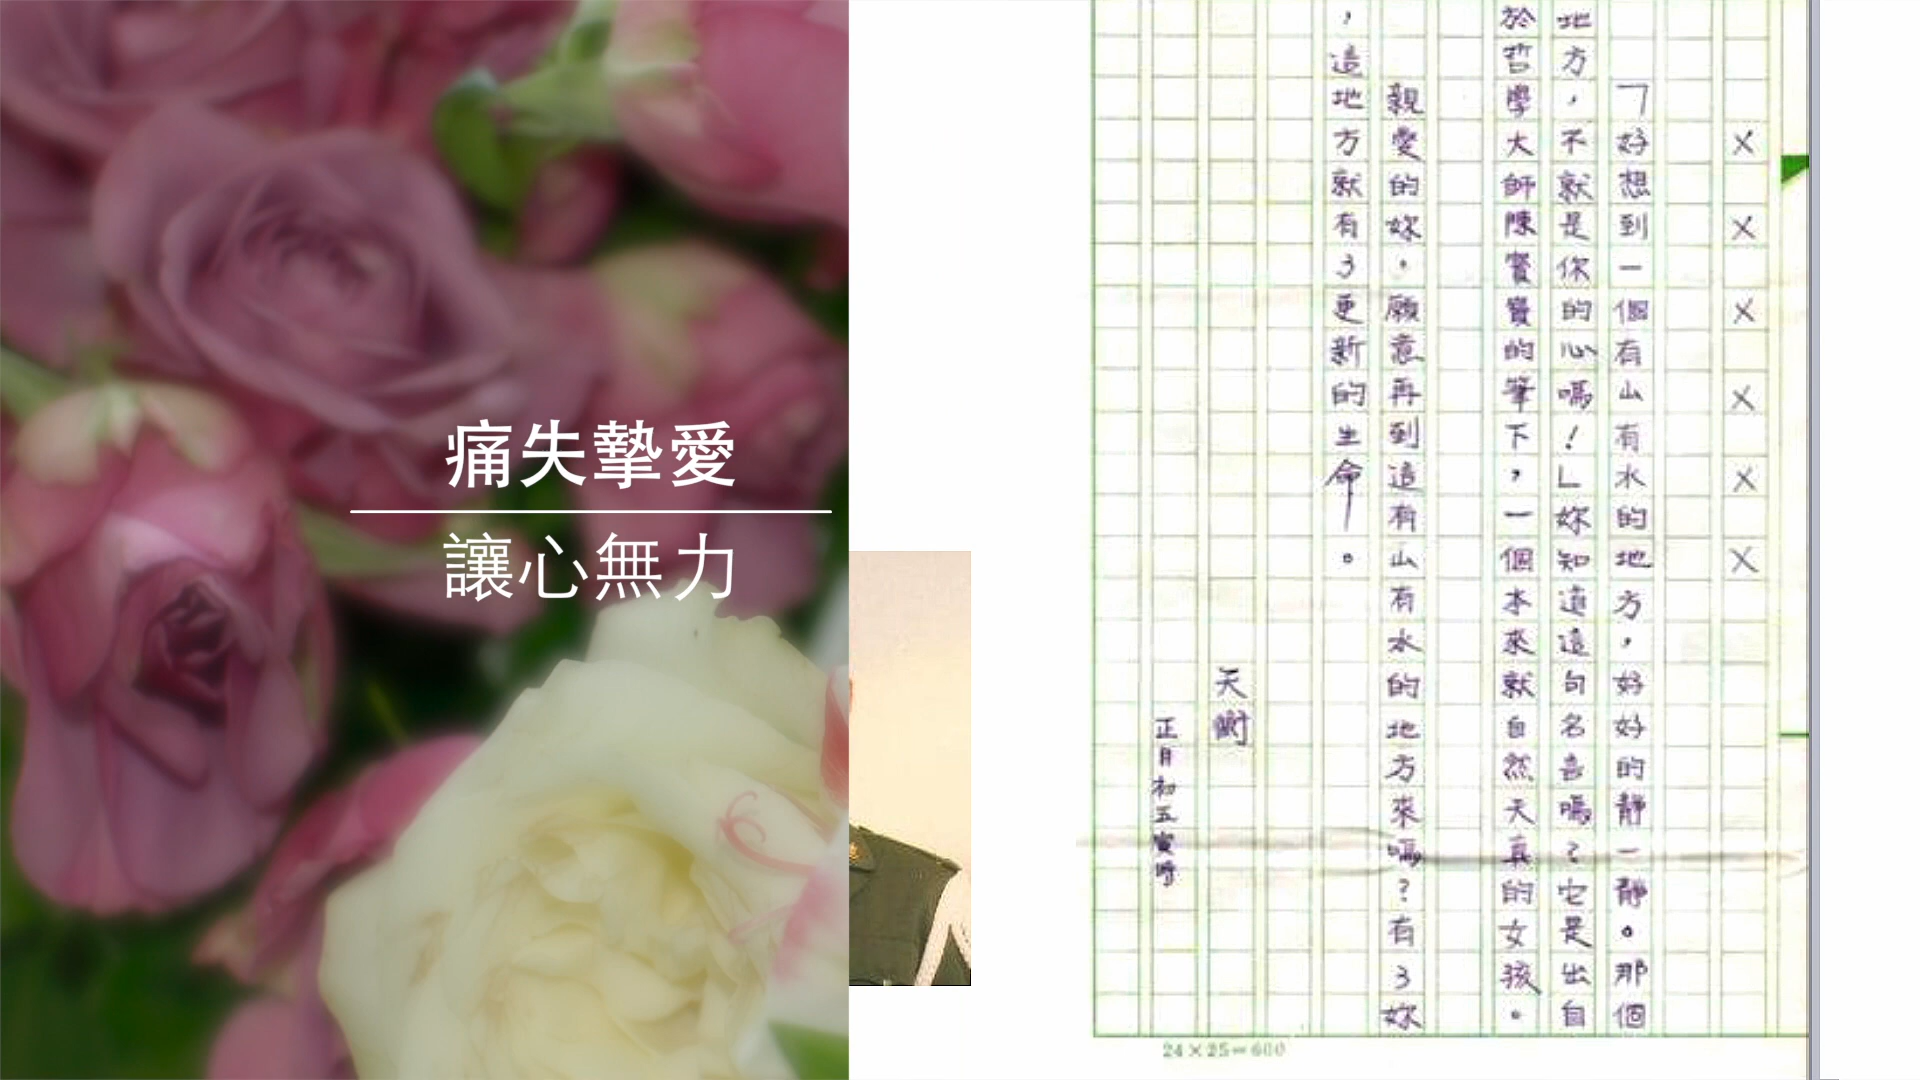 痛失摯愛
讓心無力
× × × × × ×
「好想到一個有山有水的地方，好好的靜一靜。那個
地方，不就是你的心嗎！」妳知道這句名言嗎？它是出自
於哲學大師陳寶寶的筆下，一個本來就自然天真的女孩。
親愛的妳，願意再到這有山有水的地方來嗎？有了妳
，這地方就有了更新的生命。
天
正月初五寅時
24×25=600